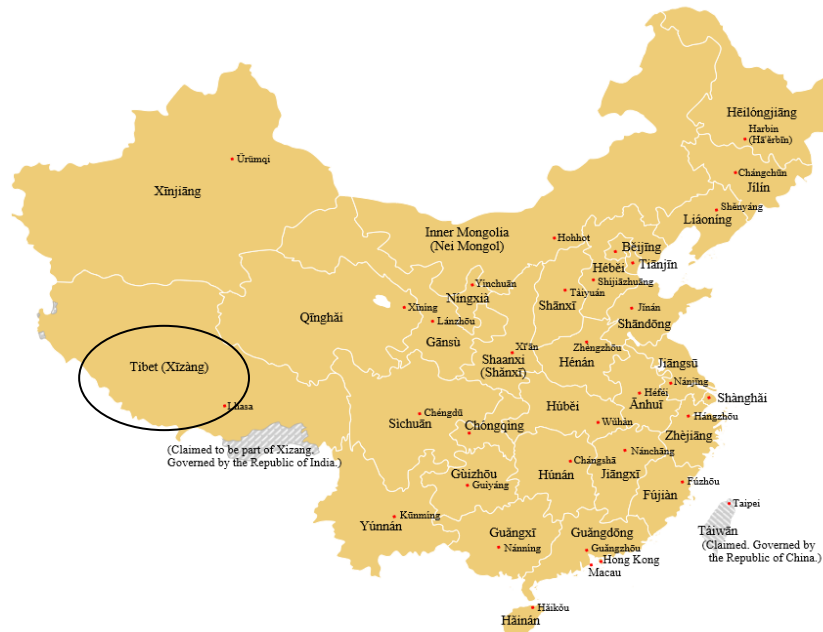 Hēilóngjiāng
Harbin
(Hā'ěrbīn)
Chángchūn
Jílín
Ürümqi
Xīnjiāng
Shěnyáng
Liáoníng
Inner Mongolia
(Nei Mongol)
Hohhot
Běijīng
Tiānjīn
Héběi
Shijiāzhuāng
Yinchuān
Níngxià
Tàiyuán
Shānxī
Xīníng
Jǐnán
Qīnghǎi
Lánzhōu
Shāndōng
Gānsù
Xī'ān
Zhèngzhōu
Shaanxi
(Shǎnxī)
Hénán
Jiāngsū
Tibet (Xīzàng)
Nánjīng
Héféi
Shànghǎi
Ānhuī
Lhasa
Chéngdū
Sìchuān
Chóngqìng
Húběi
Wǔhàn
Hángzhōu
Zhèjiāng
(Claimed to be part of Xizang.
Governed by the Republic of India.)
Nánchāng
Chángshā
Gùizhōu
Guìyáng
Húnán
Jiāngxī
Fúzhōu
Fújiàn
Kūnmíng
Yúnnán
Taipei
Guǎngxī
Guǎngdōng
Táiwān
(Claimed. Governed by
the Republic of China.)
Nánníng
Guǎngzhōu
Hong Kong
Macau
Hǎikǒu
Hǎinán